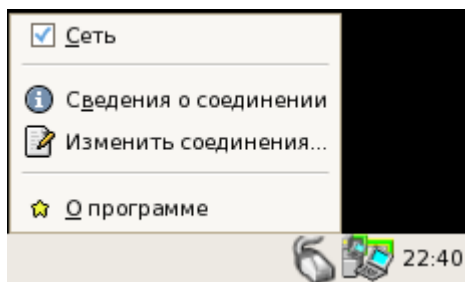 Сеть
Сведения о соединении
Изменить соединения...
О программе
22:40